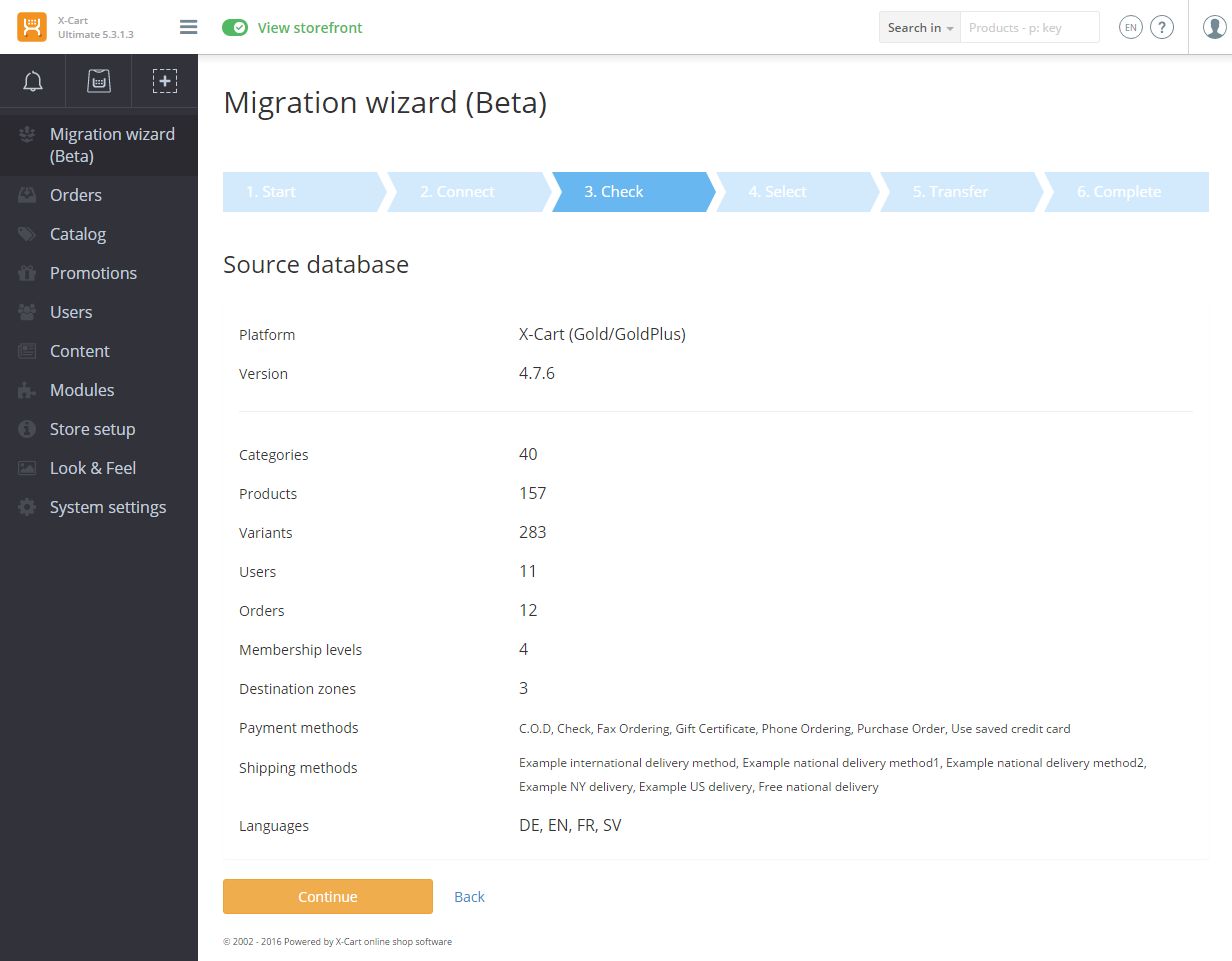 X-Cart
Ultimate 5.3.1.3
View storefront
Search in
Products - p: key
EN
?
Migration wizard
(Beta)
Orders
Catalog
Promotions
Users
Content
Modules
Store setup
Look & Feel
System settings
Migration wizard (Beta)
1. Start
2. Connect
3. Check
4. Select
5. Transfer
6. Complete
Source database
Platform X-Cart (Gold/GoldPlus)
Version 4.7.6
Categories 40
Products 157
Variants 283
Users 11
Orders 12
Membership levels 4
Destination zones 3
Payment methods C.O.D, Check, Fax Ordering, Gift Certificate, Phone Ordering, Purchase Order, Use saved credit card
Shipping methods Example international delivery method, Example national delivery method1, Example national delivery method2,
Example NY delivery, Example US delivery, Free national delivery
Languages DE, EN, FR, SV
Continue
Back
© 2002 - 2016 Powered by X-Cart online shop software